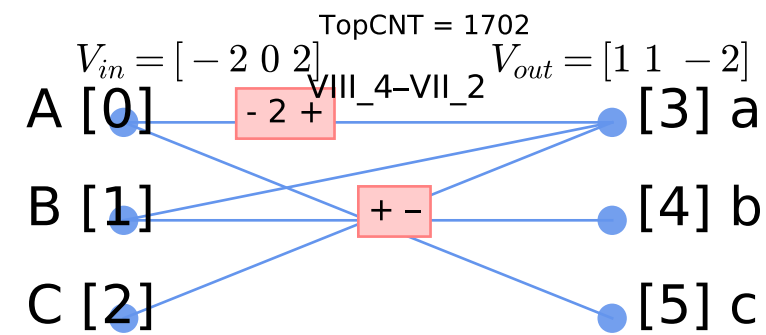 TopCNT = 1702
V_in = [ − 2 0 2] V_out = [1 1 − 2]
VIII_4–VII_2
A [0] - 2 + [3] a
B [1] + – [4] b
C [2] [5] c